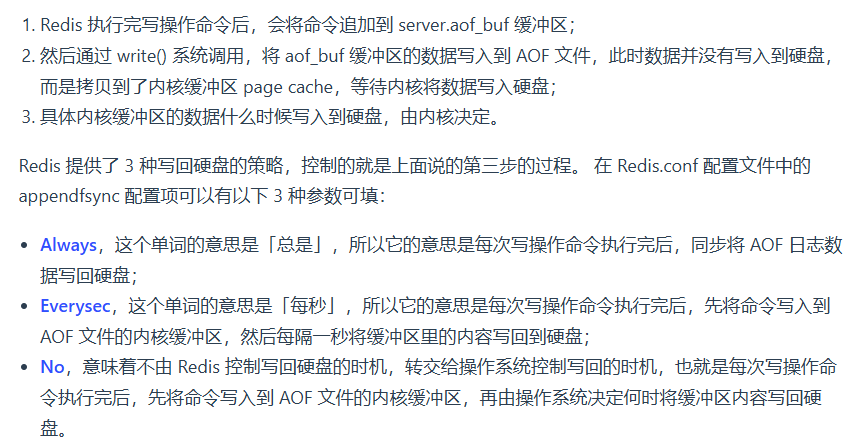 1. Redis 执行完写操作命令后，会将命令追加到 server.aof_buf 缓冲区；
2. 然后通过 write() 系统调用，将 aof_buf 缓冲区的数据写入到 AOF 文件，此时数据并没有写入到硬盘，
而是拷贝到了内核缓冲区 page cache，等待内核将数据写入硬盘；
3. 具体内核缓冲区的数据什么时候写入到硬盘，由内核决定。
Redis 提供了 3 种写回硬盘的策略，控制的就是上面说的第三步的过程。 在 Redis.conf 配置文件中的
appendfsync 配置项可以有以下 3 种参数可填：
• Always，这个单词的意思是「总是」，所以它的意思是每次写操作命令执行完后，同步将 AOF 日志数
据写回硬盘；
• Everysec，这个单词的意思是「每秒」，所以它的意思是每次写操作命令执行完后，先将命令写入到
AOF 文件的内核缓冲区，然后每隔一秒将缓冲区里的内容写回到硬盘；
• No，意味着不由 Redis 控制写回硬盘的时机，转交给操作系统控制写回的时机，也就是每次写操作命
令执行完后，先将命令写入到 AOF 文件的内核缓冲区，再由操作系统决定何时将缓冲区内容写回硬
盘。